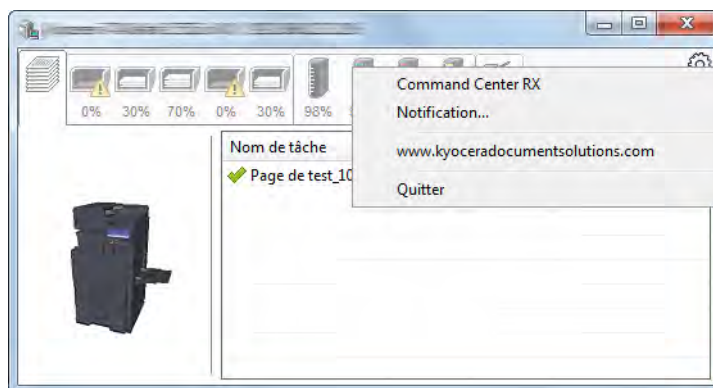 0% 30% 70% 0% 30% 98%
Command Center RX
Notification...
www.kyoceradocumentsolutions.com
Quitter
Nom de tâche
Page de test_10